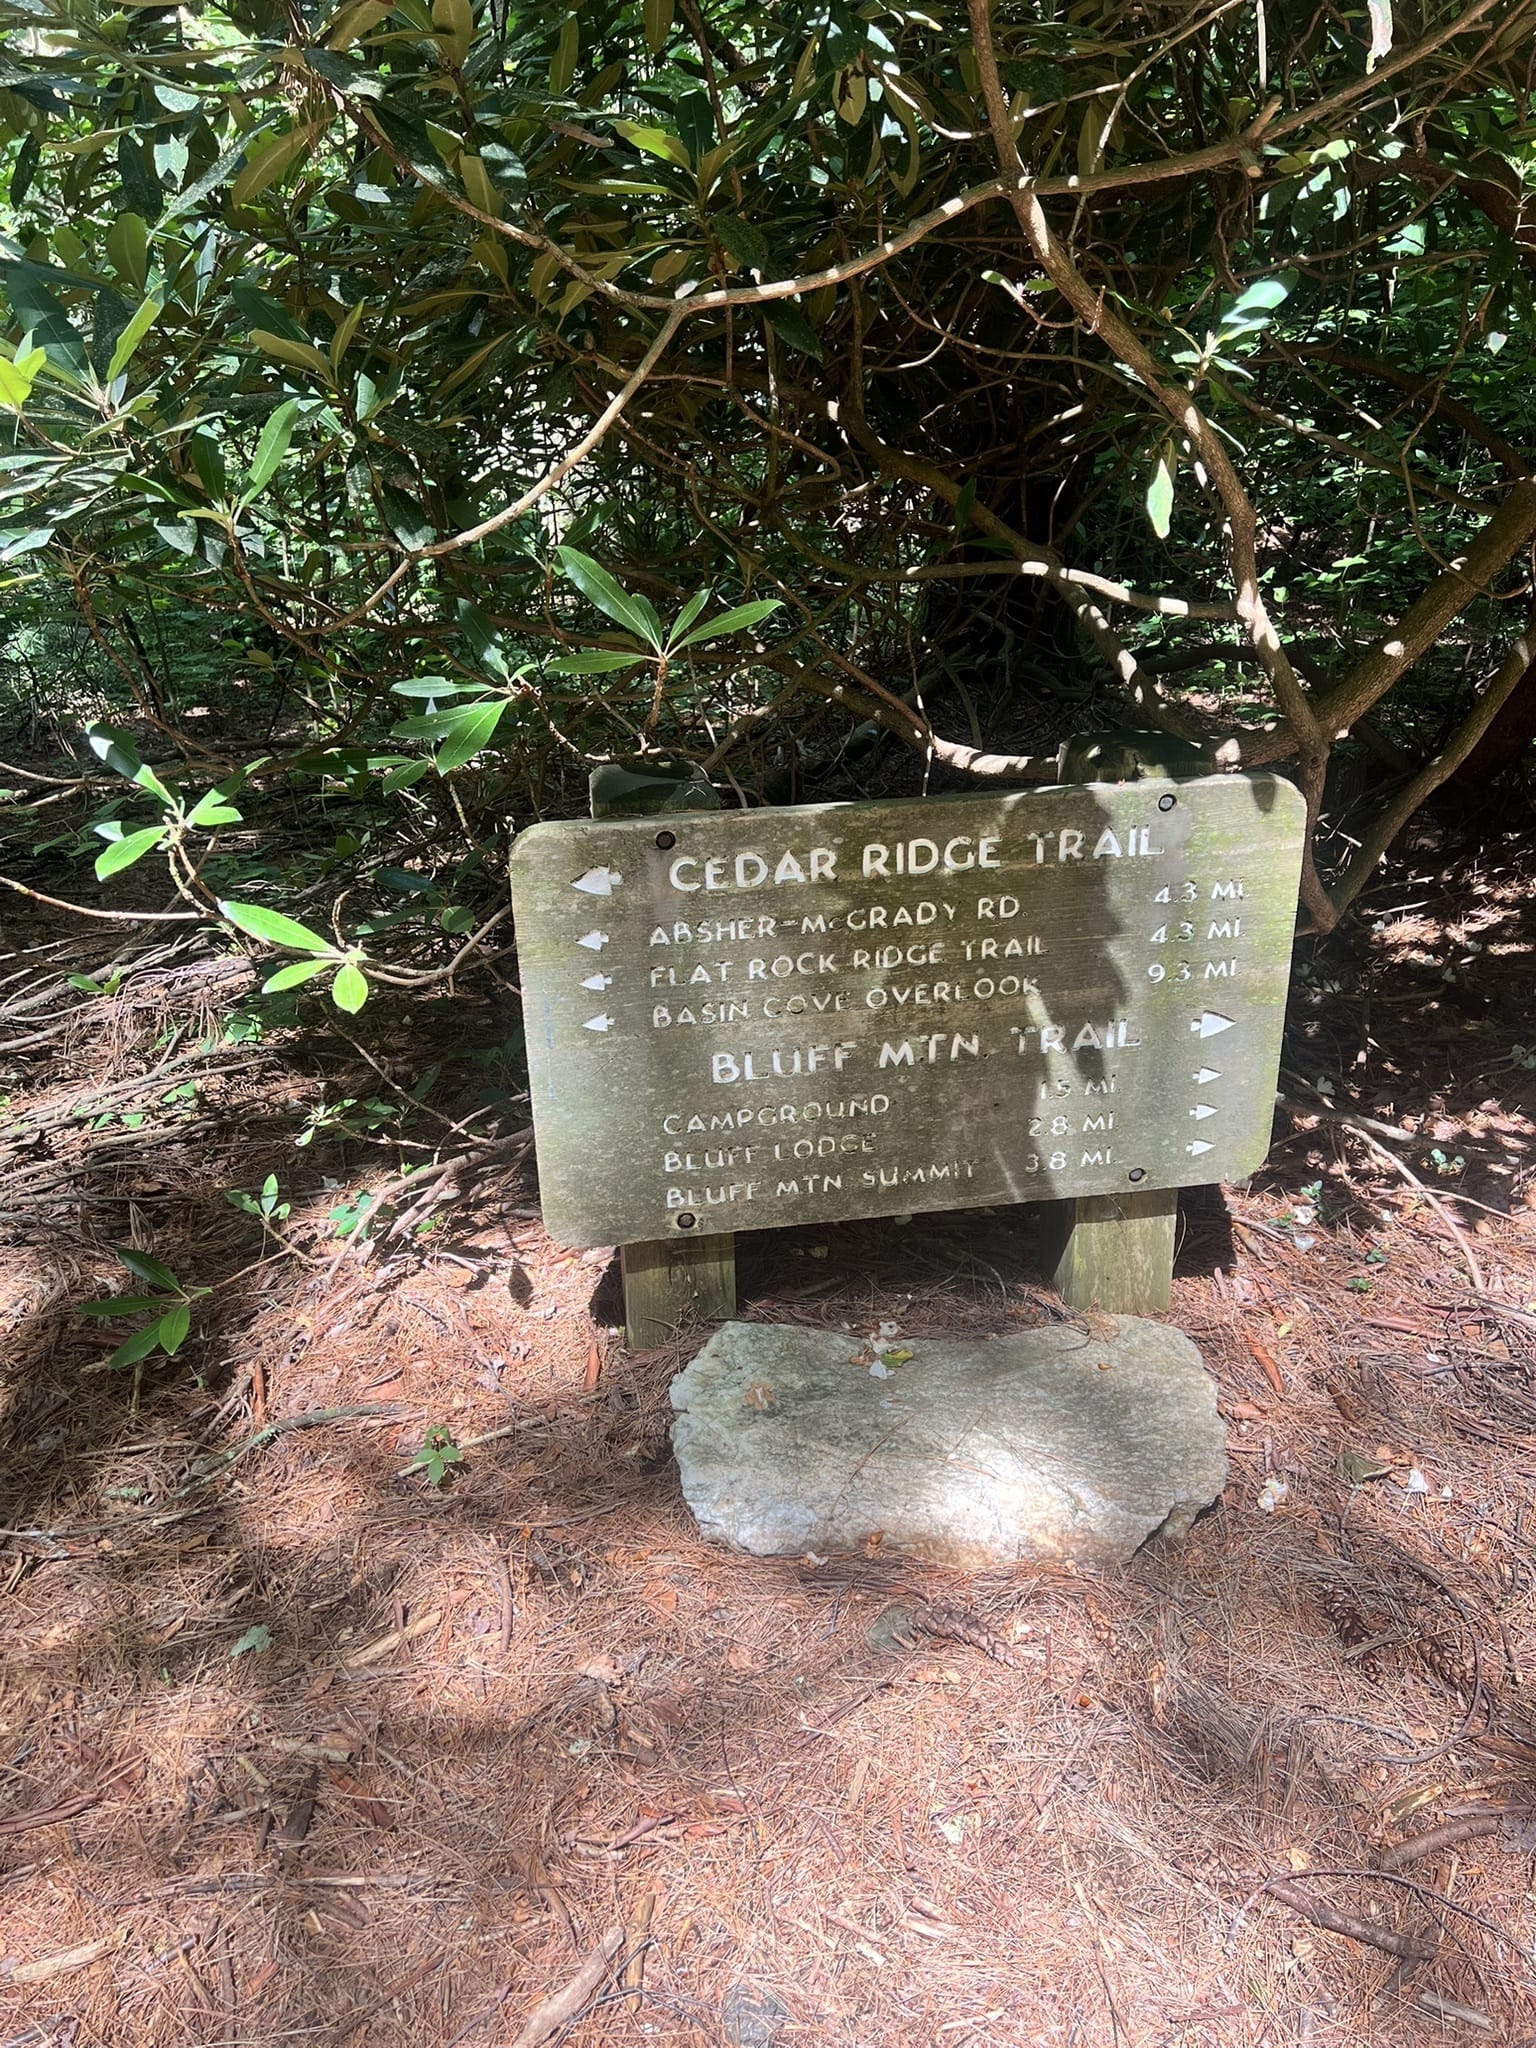 CEDAR RIDGE TRAIL
ABSHER-McGRADY RD. 4.3 MI.
FLAT ROCK RIDGE TRAIL 4.3 MI.
BASIN COVE OVERLOOK 9.3 MI.
BLUFF MTN. TRAIL
CAMPGROUND 1.5 MI.
BLUFF LODGE 2.8 MI.
BLUFF MTN SUMMIT 3.8 MI.